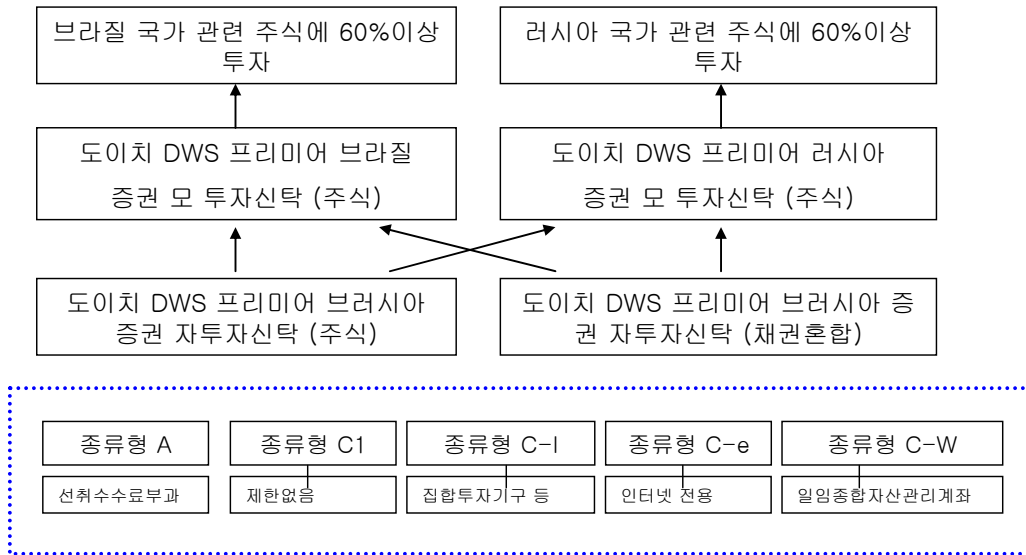 브라질 국가 관련 주식에 60%이상
투자
러시아 국가 관련 주식에 60%이상
투자
도이치 DWS 프리미어 브라질
증권 모 투자신탁 (주식)
도이치 DWS 프리미어 러시아
증권 모 투자신탁 (주식)
도이치 DWS 프리미어 브러시아
증권 자투자신탁 (주식)
도이치 DWS 프리미어 브러시아 증
권 자투자신탁 (채권혼합)
종류형 A
종류형 C1
종류형 C-I
종류형 C-e
종류형 C-W
선취수수료부과
제한없음
집합투자기구 등
인터넷 전용
일임종합자산관리계좌